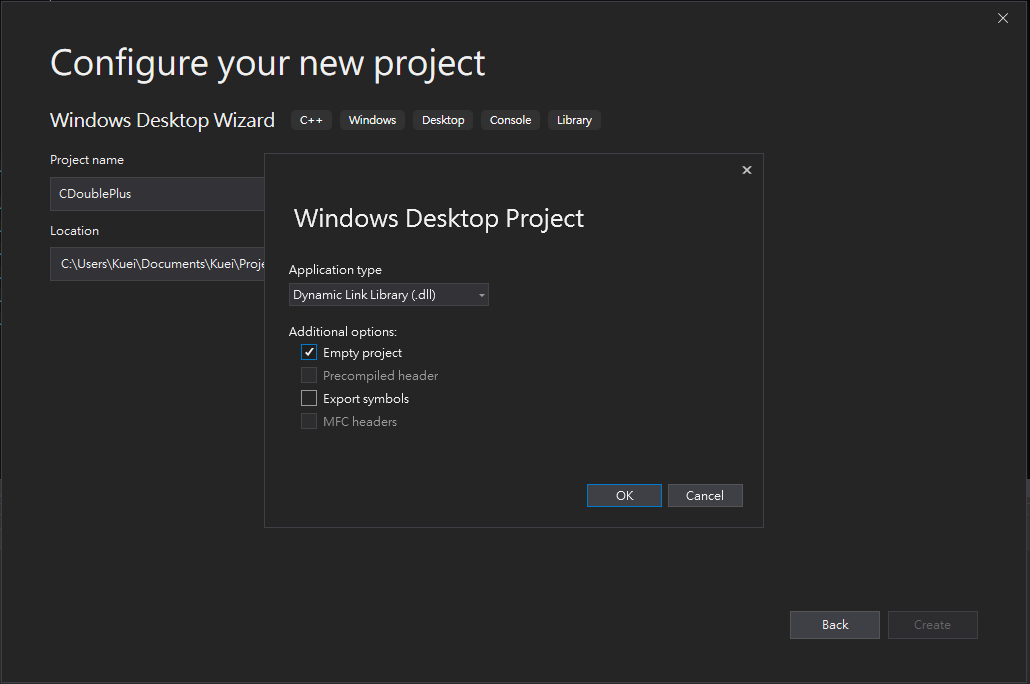 Configure your new project
Windows Desktop Wizard C++ Windows Desktop Console Library
Project name
CDoublePlus
Location
C:\Users\Kuei\Documents\Kuei\Proje
Windows Desktop Project
Application type
Dynamic Link Library (.dll)
Additional options:
Empty project
Precompiled header
Export symbols
MFC headers
OK Cancel
Back Create